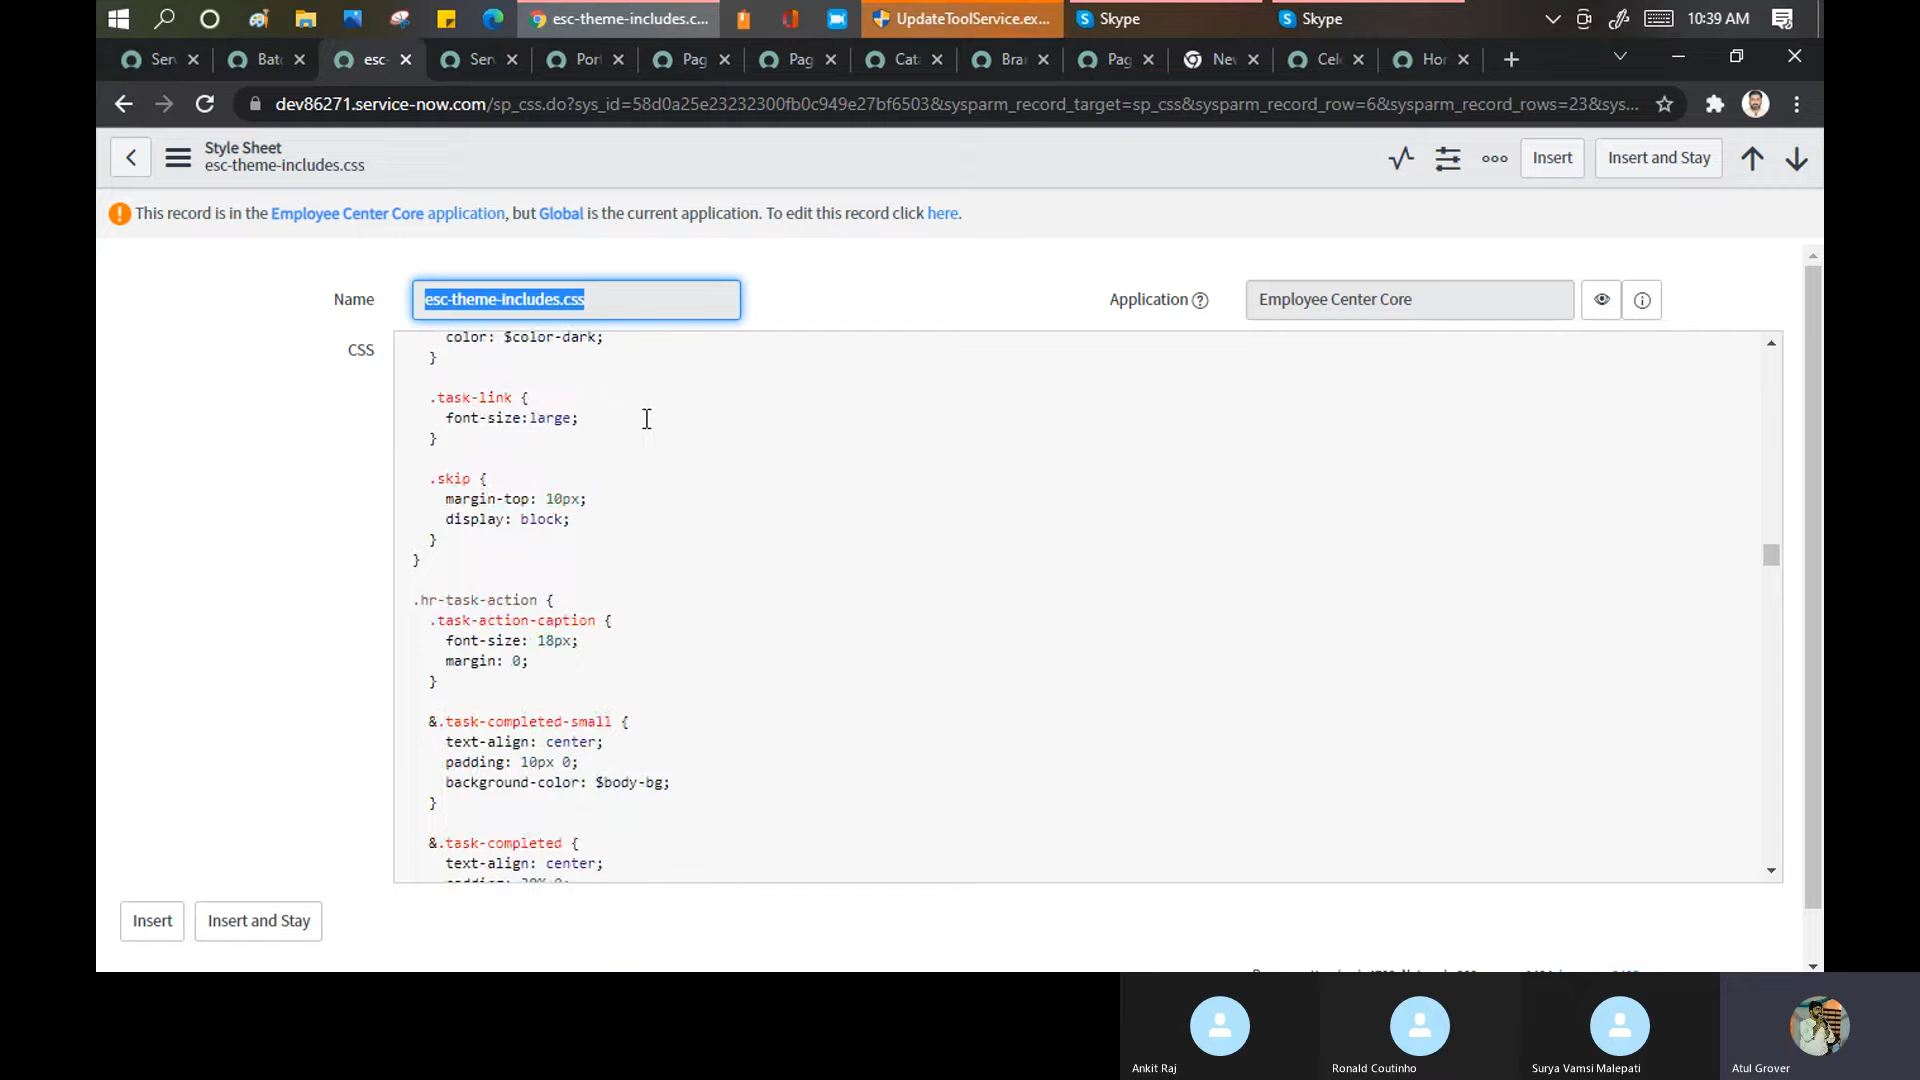 esc-theme-includes.c...
UpdateToolService.ex...
Skype
Skype
10:39 AM
Ser
Bat
esc-
Ser
Por
Pag
Pag
Cat
Bra
Pag
Ne
Cel
Hor
dev86271.service-now.com/sp_css.do?sys_id=58d0a25e23232300fb0c949e27bf6503&sysparm_record_target=sp_css&sysparm_record_row=6&sysparm_record_rows=23&sys...
Style Sheet
esc-theme-includes.css
Insert
Insert and Stay
This record is in the Employee Center Core application, but Global is the current application. To edit this record click here.
Name
esc-theme-includes.css
Application
Employee Center Core
CSS
color: $color-dark;
}
.task-link {
font-size:large;
}
.skip {
margin-top: 10px;
display: block;
}
}
.hr-task-action {
.task-action-caption {
font-size: 18px;
margin: 0;
}
&.task-completed-small {
text-align: center;
padding: 10px 0;
background-color: $body-bg;
}
&.task-completed {
text-align: center;
Insert
Insert and Stay
Ankit Raj
Ronald Coutinho
Surya Vamsi Malepati
Atul Grover